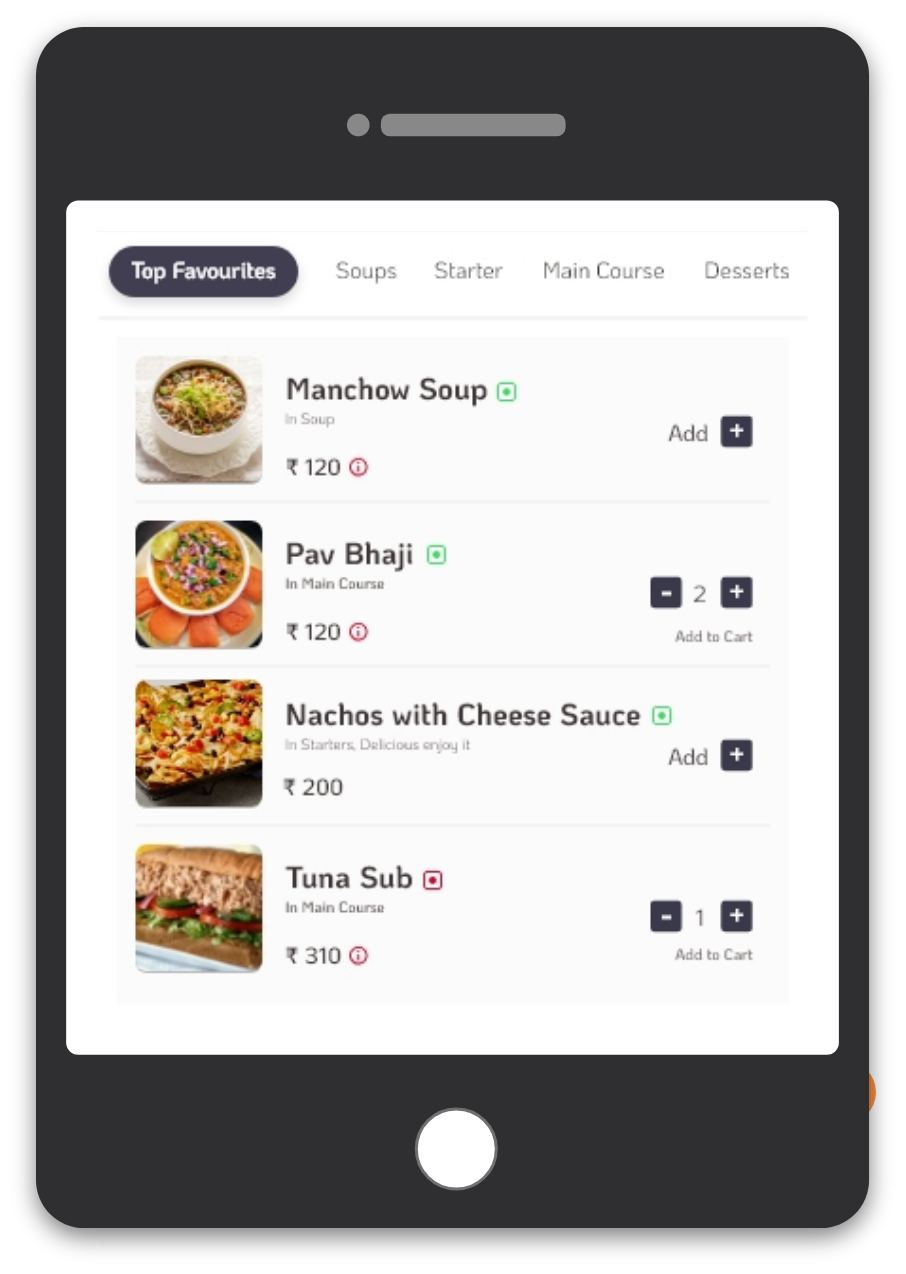 Top Favourites Soups Starter Main Course Desserts
Manchow Soup
In Soup
Add +
₹ 120
Pav Bhaji
In Main Course
- 2 +
₹ 120
Add to Cart
Nachos with Cheese Sauce
In Starters, Delicious enjoy it
Add +
₹ 200
Tuna Sub
In Main Course
- 1 +
₹ 310
Add to Cart